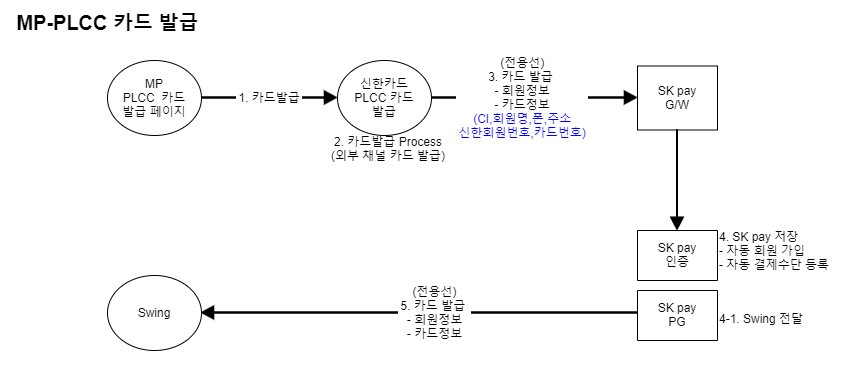 MP-PLCC 카드 발급
MP
PLCC 카드
발급 페이지
1. 카드발급
신한카드
PLCC 카드
발급
2. 카드발급 Process
(외부 채널 카드 발급)
(전용선)
3. 카드 발급
- 회원정보
- 카드정보
(CI,회원명,폰,주소
신한회원번호,카드번호)
SK pay
G/W
SK pay
인증
4. SK pay 저장
- 자동 회원 가입
- 자동 결제수단 등록
SK pay
PG
4-1. Swing 전달
(전용선)
5. 카드 발급
- 회원정보
- 카드정보
Swing